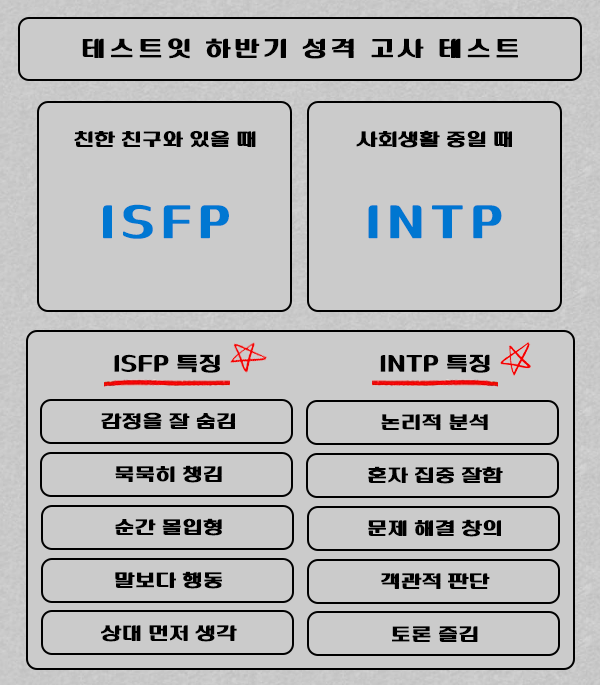 테스트잇 하반기 성격 고사 테스트
친한 친구와 있을 때
ISFP
사회생활 중일 때
INTP
ISFP 특징
감정을 잘 숨김
묵묵히 챙김
순간 몰입형
말보다 행동
상대 먼저 생각
INTP 특징
논리적 분석
혼자 집중 잘함
문제 해결 창의
객관적 판단
토론 즐김